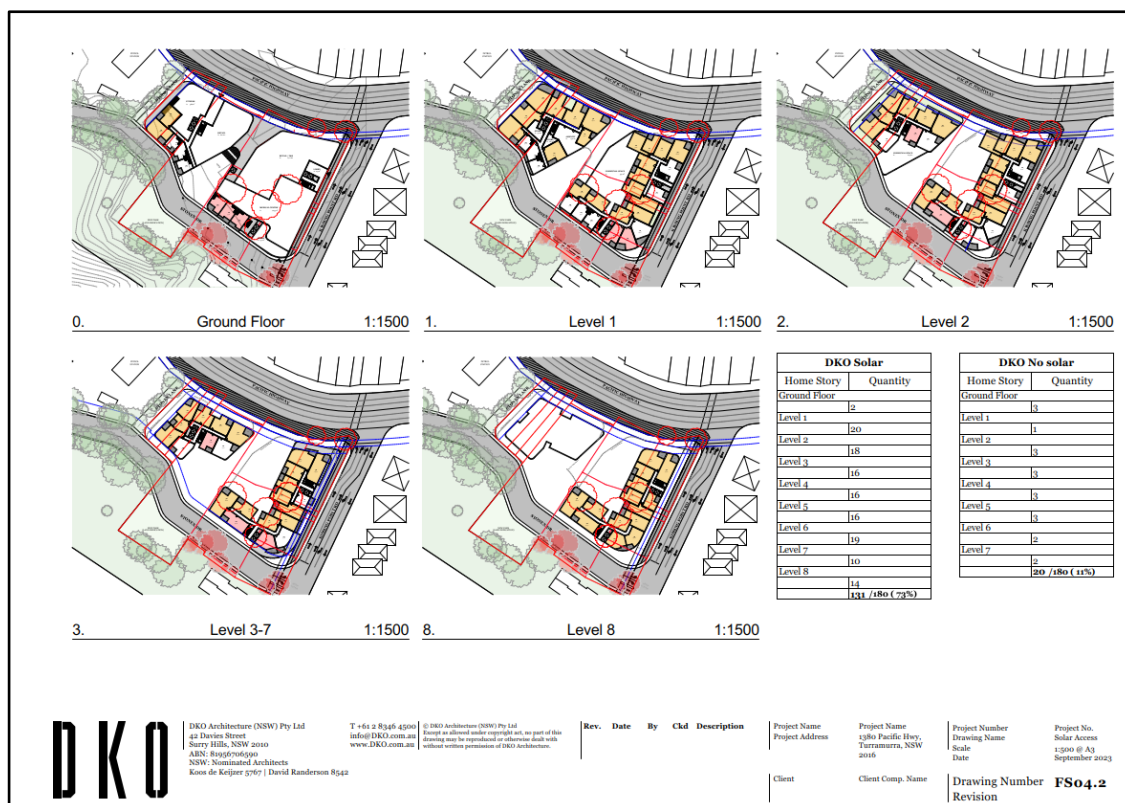 0. Ground Floor 1:1500
1. Level 1 1:1500
2. Level 2 1:1500
3. Level 3-7 1:1500
8. Level 8 1:1500
PACIFIC HIGHWAY
PACIFIC HIGHWAY
PACIFIC HIGHWAY
PACIFIC HIGHWAY
PACIFIC HIGHWAY
DKO Solar
Home Story Quantity
Ground Floor
2
Level 1
20
Level 2
18
Level 3
16
Level 4
16
Level 5
16
Level 6
19
Level 7
10
Level 8
14
131 /180 ( 73%)
DKO No solar
Home Story Quantity
Ground Floor
3
Level 1
1
Level 2
3
Level 3
3
Level 4
3
Level 5
3
Level 6
2
Level 7
2
20 /180 ( 11%)
DKO
DKO Architecture (NSW) Pty Ltd
42 Davies Street
Surry Hills, NSW 2010
ABN: 81956706590
NSW: Nominated Architects
Koos de Keijzer 5767 | David Randerson 8542
T +61 2 8346 4500
info@DKO.com.au
www.DKO.com.au
© DKO Architecture (NSW) Pty Ltd
Except as allowed under copyright act, no part of this
drawing may be reproduced or otherwise dealt with
without written permission of DKO Architecture.
Rev. Date By Ckd Description
Project Name Project Name
Project Address 1380 Pacific Hwy,
Turramurra, NSW
2016
Client Client Comp. Name
Project Number Project No.
Drawing Name Solar Access
Scale 1:500 @ A3
Date September 2023
Drawing Number FS04.2
Revision